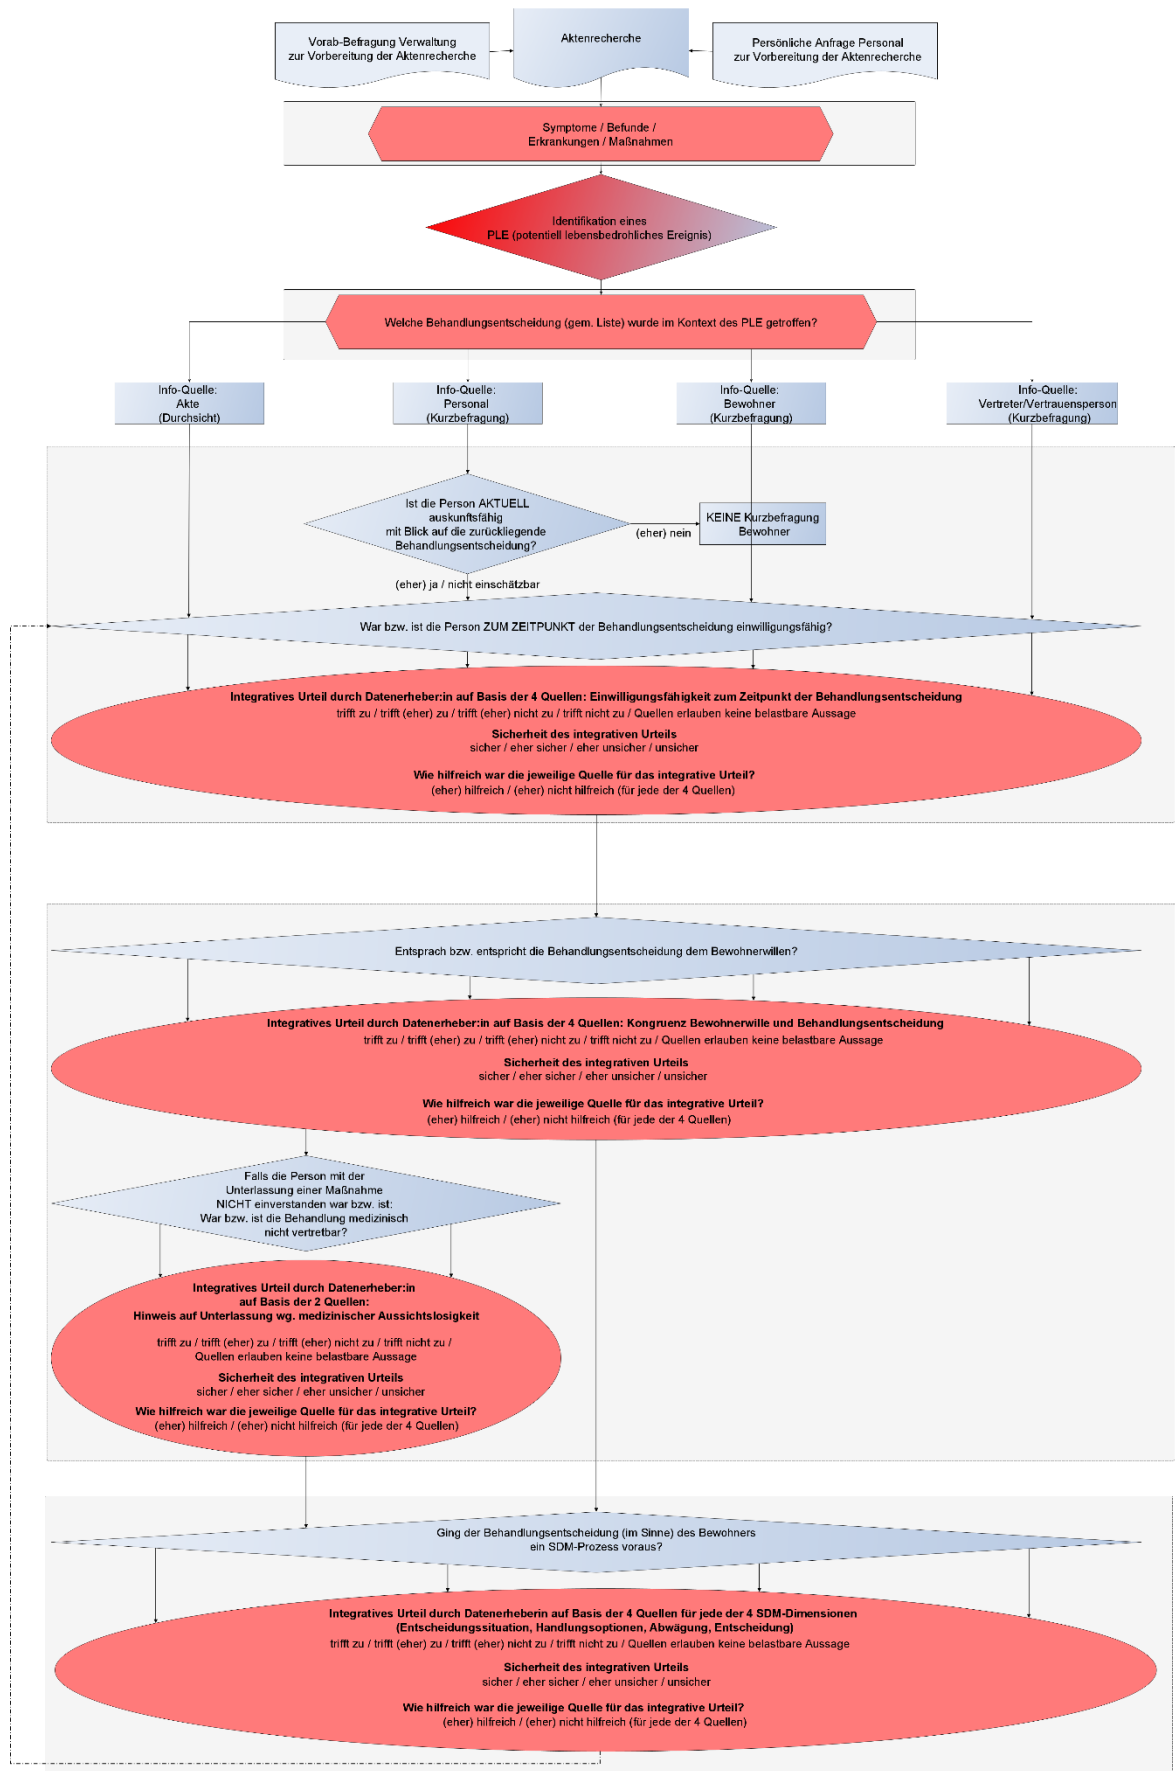 Vorab-Befragung Verwaltung
zur Vorbereitung der Aktenrecherche
Aktenrecherche
Persönliche Anfrage Personal
zur Vorbereitung der Aktenrecherche
Symptome / Befunde /
Erkrankungen / Maßnahmen
Identifikation eines
PLE (potentiell lebensbedrohliches Ereignis)
Welche Behandlungsentscheidung (gem. Liste) wurde im Kontext des PLE getroffen?
Info-Quelle:
Akte
(Durchsicht)
Info-Quelle:
Personal
(Kurzbefragung)
Info-Quelle:
Bewohner
(Kurzbefragung)
Info-Quelle:
Vertreter/Vertrauensperson
(Kurzbefragung)
Ist die Person AKTUELL
auskunftsfähig
mit Blick auf die zurückliegende
Behandlungsentscheidung?
(eher) nein
KEINE Kurzbefragung
Bewohner
(eher) ja / nicht einschätzbar
War bzw. ist die Person ZUM ZEITPUNKT der Behandlungsentscheidung einwilligungsfähig?
Integratives Urteil durch Datenerheber:in auf Basis der 4 Quellen: Einwilligungsfähigkeit zum Zeitpunkt der Behandlungsentscheidung
trifft zu / trifft (eher) zu / trifft (eher) nicht zu / trifft nicht zu / Quellen erlauben keine belastbare Aussage
Sicherheit des integrativen Urteils
sicher / eher sicher / eher unsicher / unsicher
Wie hilfreich war die jeweilige Quelle für das integrative Urteil?
(eher) hilfreich / (eher) nicht hilfreich (für jede der 4 Quellen)
Entsprach bzw. entspricht die Behandlungsentscheidung dem Bewohnerwillen?
Integratives Urteil durch Datenerheber:in auf Basis der 4 Quellen: Kongruenz Bewohnerwille und Behandlungsentscheidung
trifft zu / trifft (eher) zu / trifft (eher) nicht zu / trifft nicht zu / Quellen erlauben keine belastbare Aussage
Sicherheit des integrativen Urteils
sicher / eher sicher / eher unsicher / unsicher
Wie hilfreich war die jeweilige Quelle für das integrative Urteil?
(eher) hilfreich / (eher) nicht hilfreich (für jede der 4 Quellen)
Falls die Person mit der
Unterlassung einer Maßnahme
NICHT einverstanden war bzw. ist:
War bzw. ist die Behandlung medizinisch
nicht vertretbar?
Integratives Urteil durch Datenerheber:in
auf Basis der 2 Quellen:
Hinweis auf Unterlassung wg. medizinischer Aussichtslosigkeit
trifft zu / trifft (eher) zu / trifft (eher) nicht zu / trifft nicht zu /
Quellen erlauben keine belastbare Aussage
Sicherheit des integrativen Urteils
sicher / eher sicher / eher unsicher / unsicher
Wie hilfreich war die jeweilige Quelle für das integrative Urteil?
(eher) hilfreich / (eher) nicht hilfreich (für jede der 4 Quellen)
Ging der Behandlungsentscheidung (im Sinne) des Bewohners
ein SDM-Prozess voraus?
Integratives Urteil durch Datenerheberin auf Basis der 4 Quellen für jede der 4 SDM-Dimensionen
(Entscheidungssituation, Handlungsoptionen, Abwägung, Entscheidung)
trifft zu / trifft (eher) zu / trifft (eher) nicht zu / trifft nicht zu / Quellen erlauben keine belastbare Aussage
Sicherheit des integrativen Urteils
sicher / eher sicher / eher unsicher / unsicher
Wie hilfreich war die jeweilige Quelle für das integrative Urteil?
(eher) hilfreich / (eher) nicht hilfreich (für jede der 4 Quellen)